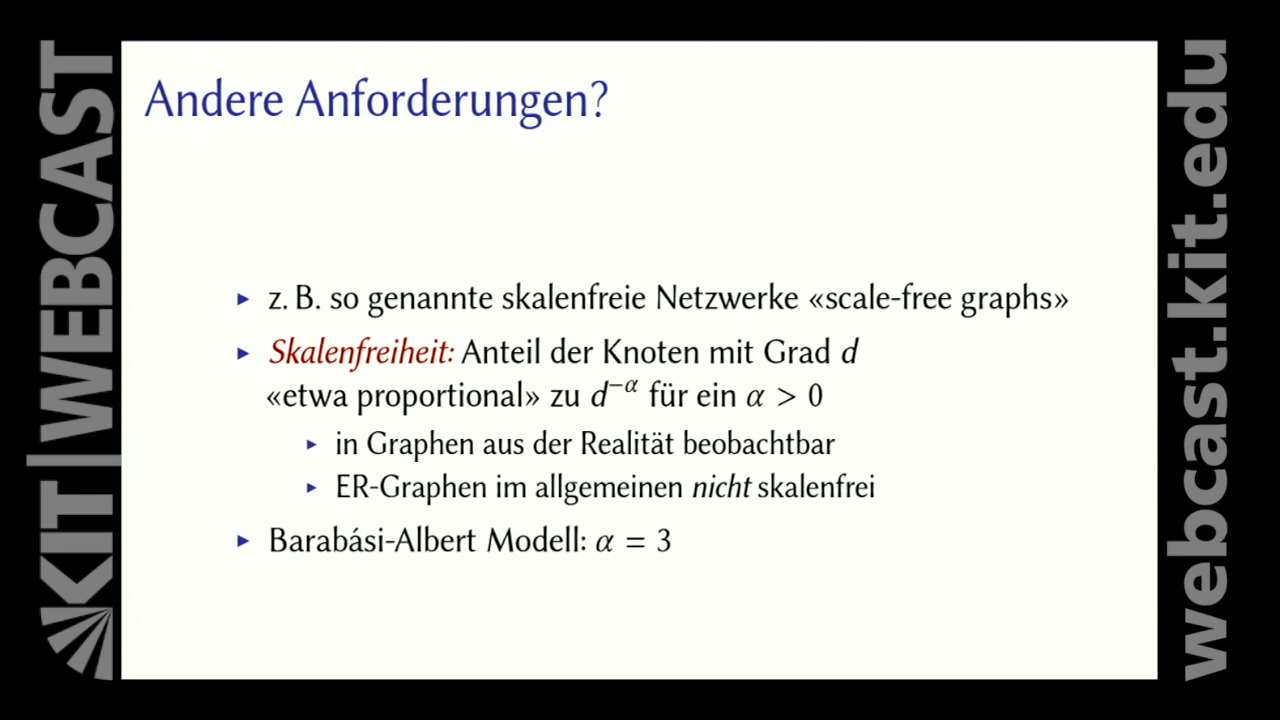 KIT | WEBCAST
Andere Anforderungen?
▸ z. B. so genannte skalenfreie Netzwerke «scale-free graphs»
▸ Skalenfreiheit: Anteil der Knoten mit Grad d
«etwa proportional» zu d⁻ᵅ für ein α > 0
▸ in Graphen aus der Realität beobachtbar
▸ ER-Graphen im allgemeinen nicht skalenfrei
▸ Barabási-Albert Modell: α = 3
webcast.kit.edu